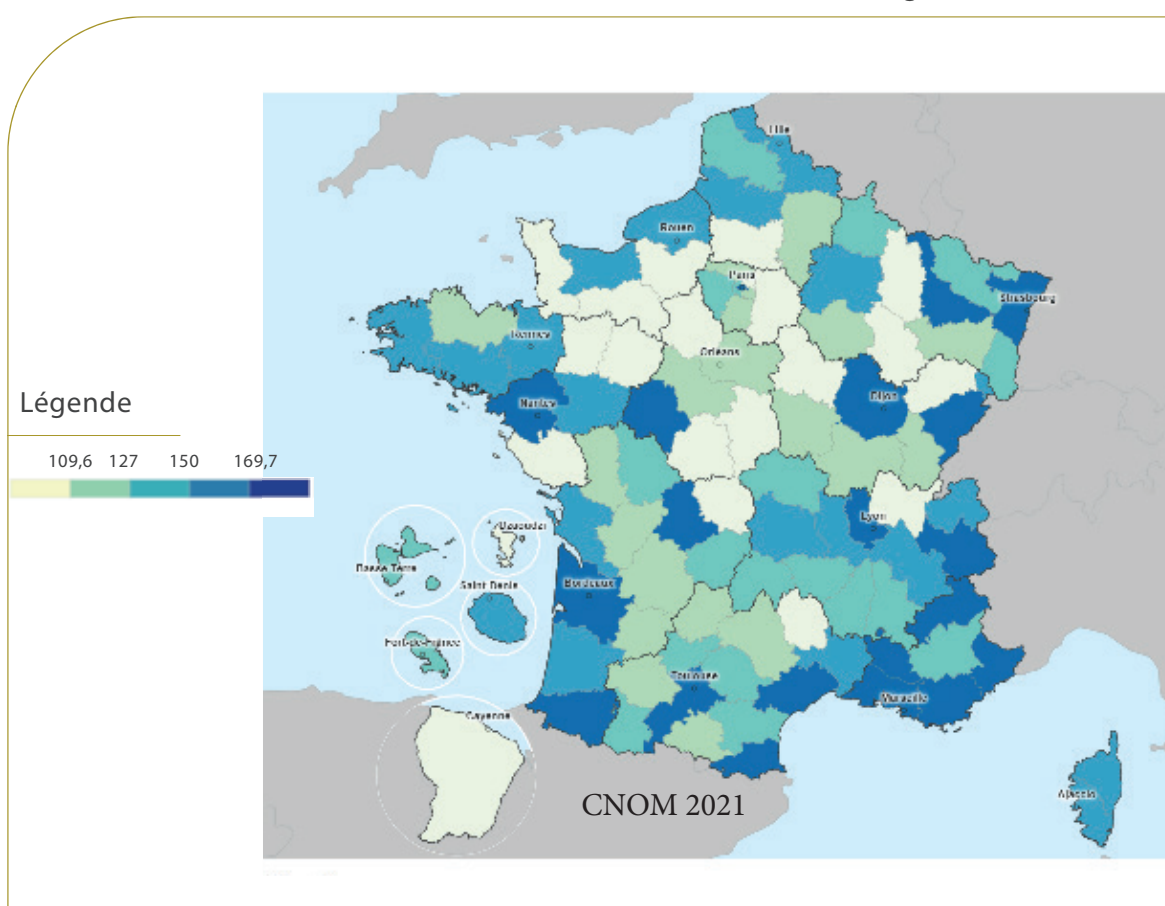 Lille
Rouen
Paris
Strasbourg
Rennes
Orléans
Légende
Nantes
Dijon
109,6 127 150 169,7
Lyon
Dzaoudzi
Basse Terre
Saint Denis
Bordeaux
Fort-de-France
Toulouse
Marseille
Cayenne
Ajaccio
CNOM 2021